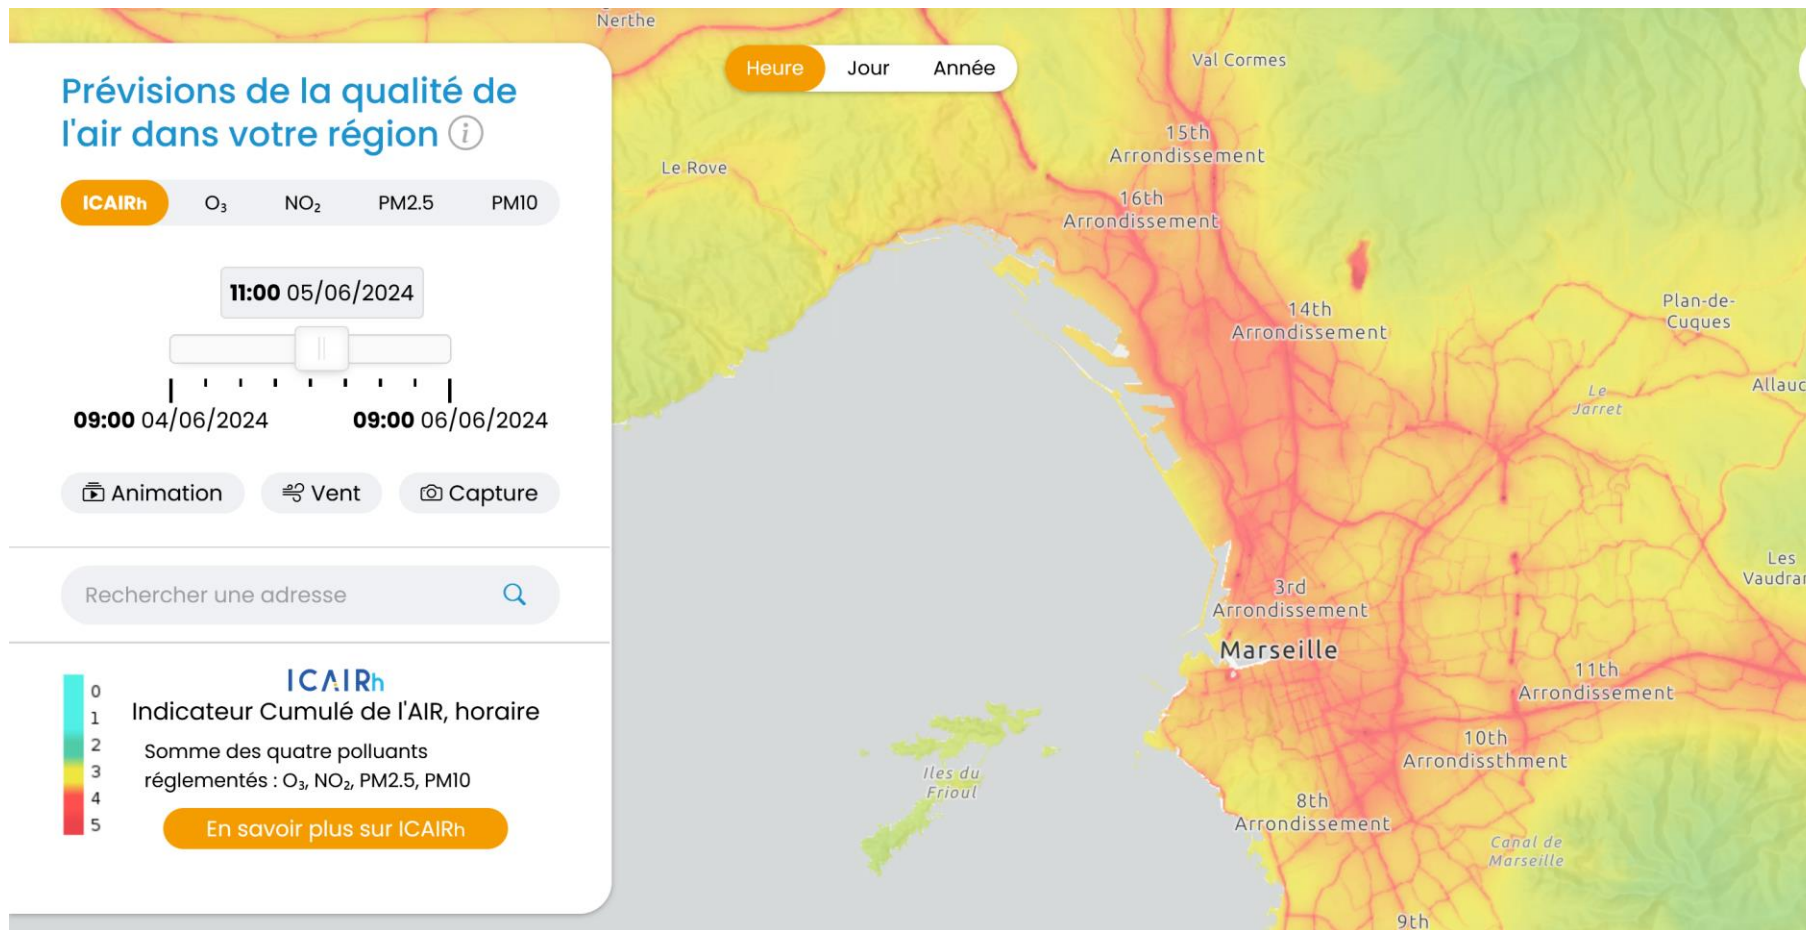 Prévisions de la qualité de
l'air dans votre région i
ICAIRh O₃ NO₂ PM2.5 PM10
11:00 05/06/2024
09:00 04/06/2024 09:00 06/06/2024
Animation Vent Capture
Rechercher une adresse
0
1
2
3
4
5
ICAIRh
Indicateur Cumulé de l'AIR, horaire
Somme des quatre polluants
réglementés : O₃, NO₂, PM2.5, PM10
En savoir plus sur ICAIRh
Heure Jour Année
Nerthe
Val Cormes
Le Rove
15th
Arrondissement
16th
Arrondissement
14th
Arrondissement
Plan-de-
Cuques
Le
Jarret
Allauc
Les
Vaudran
3rd
Arrondissement
Marseille
11th
Arrondissement
10th
Arrondissthment
Iles du
Frioul
8th
Arrondissement
Canal de
Marseille
9th